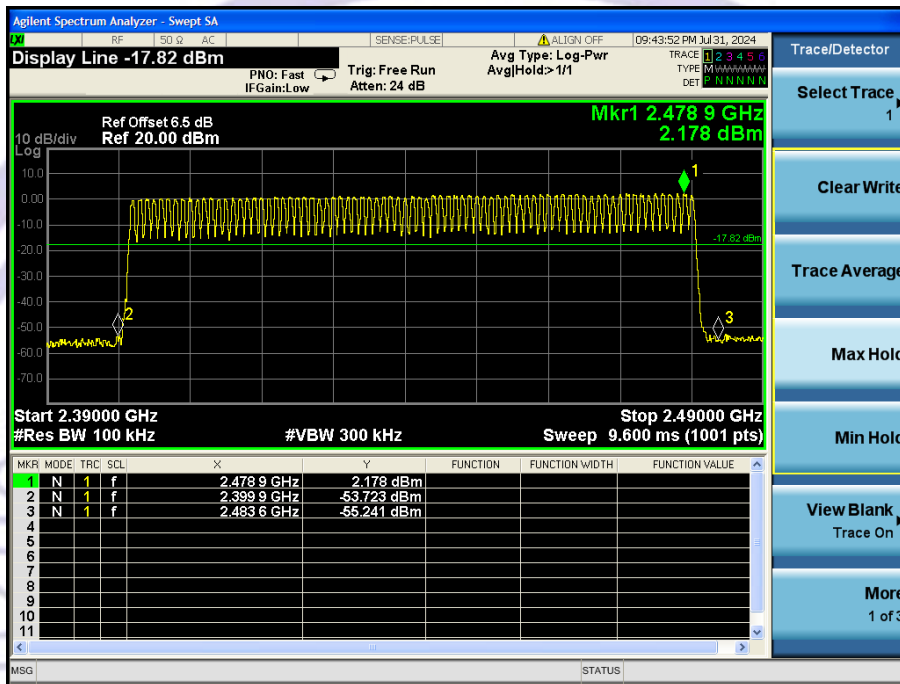 Agilent Spectrum Analyzer - Swept SA
LXI RF 50 Ω AC SENSE:PULSE ALIGN OFF 09:43:52 PM Jul 31, 2024
Display Line -17.82 dBm
PNO: Fast
IFGain:Low
Trig: Free Run
Atten: 24 dB
Avg Type: Log-Pwr
Avg|Hold:>1/1
TRACE 1 2 3 4 5 6
TYPE M
DET P N N N N N
Mkr1 2.478 9 GHz
2.178 dBm
Ref Offset 6.5 dB
10 dB/div Ref 20.00 dBm
Log
10.0
0.00
-10.0
-20.0
-30.0
-40.0
-50.0
-60.0
-70.0
1
-17.82 dBm
2
3
Start 2.39000 GHz Stop 2.49000 GHz
#Res BW 100 kHz #VBW 300 kHz Sweep 9.600 ms (1001 pts)
MKR MODE TRC SCL X Y FUNCTION FUNCTION WIDTH FUNCTION VALUE
1 N 1 f 2.478 9 GHz 2.178 dBm
2 N 1 f 2.399 9 GHz -53.723 dBm
3 N 1 f 2.483 6 GHz -55.241 dBm
4
5
6
7
8
9
10
11
MSG STATUS
Trace/Detector
Select Trace
1
Clear Write
Trace Average
Max Hold
Min Hold
View Blank
Trace On
More
1 of 3